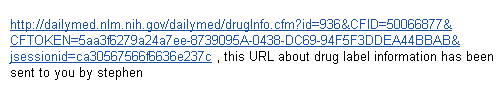 http://dailymed.nlm.nih.gov/dailymed/drugInfo.cfm?id=936&CFID=50066877&
CFTOKEN=5aa3f6279a24a7ee-8739095A-0438-DC69-94F5F3DDEA44BBAB&
jsessionid=ca30567566f6636e237c , this URL about drug label information has been
sent to you by stephen